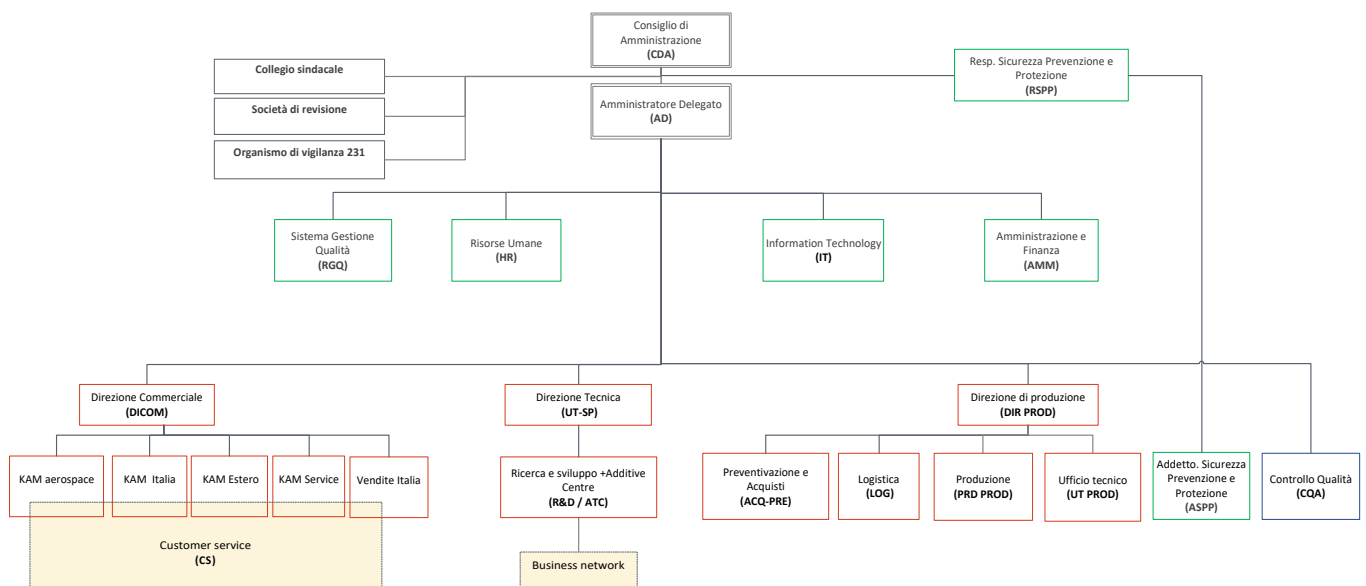 Consiglio di
Amministrazione
(CDA)
Collegio sindacale
Resp. Sicurezza Prevenzione e
Protezione
(RSPP)
Società di revisione
Amministratore Delegato
(AD)
Organismo di vigilanza 231
Sistema Gestione
Qualità
(RGQ)
Risorse Umane
(HR)
Information Technology
(IT)
Amministrazione e
Finanza
(AMM)
Direzione Commerciale
(DICOM)
Direzione Tecnica
(UT-SP)
Direzione di produzione
(DIR PROD)
KAM aerospace
KAM Italia
KAM Estero
KAM Service
Vendite Italia
Ricerca e sviluppo +Additive
Centre
(R&D / ATC)
Preventivazione e
Acquisti
(ACQ-PRE)
Logistica
(LOG)
Produzione
(PRD PROD)
Ufficio tecnico
(UT PROD)
Addetto. Sicurezza
Prevenzione e
Protezione
(ASPP)
Controllo Qualità
(CQA)
Customer service
(CS)
Business network